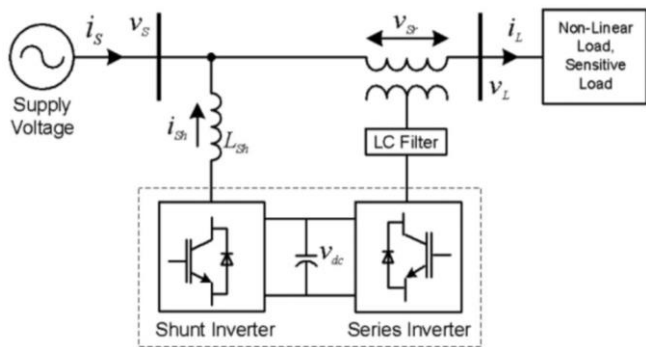 i_S
v_S
v_Sr
i_L
Non-Linear
Load,
Sensitive
Load
Supply
Voltage
v_L
i_Sh
L_Sh
LC Filter
v_dc
Shunt Inverter
Series Inverter